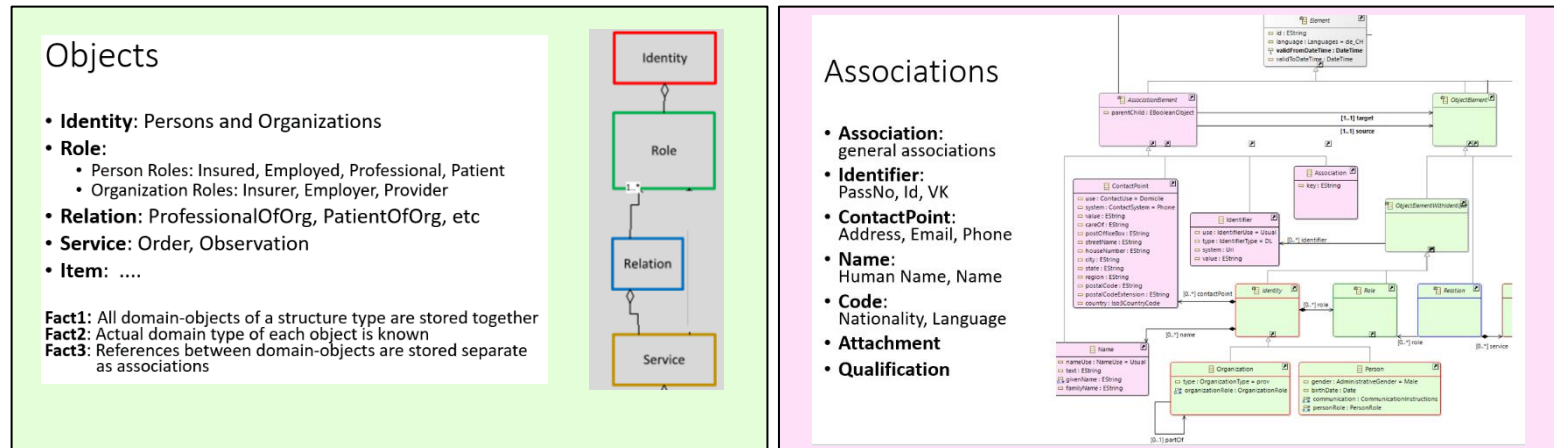 Objects
• Identity: Persons and Organizations
• Role:
• Person Roles: Insured, Employed, Professional, Patient
• Organization Roles: Insurer, Employer, Provider
• Relation: ProfessionalOfOrg, PatientOfOrg, etc
• Service: Order, Observation
• Item: ....
Fact1: All domain-objects of a structure type are stored together
Fact2: Actual domain type of each object is known
Fact3: References between domain-objects are stored separate
as associations
Identity
Role
1..*
Relation
Service
Associations
• Association:
general associations
• Identifier:
PassNo, Id, VK
• ContactPoint:
Address, Email, Phone
• Name:
Human Name, Name
• Code:
Nationality, Language
• Attachment
• Qualification
Element
id : EString
language : Languages = de_CH
validFromDateTime : DateTime
validToDateTime : DateTime
AssociationElement
parentChild : EBooleanObject
[1..1] target
[1..1] source
ObjectElement
Association
key : EString
ContactPoint
use : ContactUse = Domicile
system : ContactSystem = Phone
value : EString
careOf : EString
postOfficeBox : EString
streetName : EString
houseNumber : EString
city : EString
state : EString
region : EString
postalCode : EString
postalCodeExtension : EString
country : Iso3CountryCode
Identifier
use : IdentifierUse = Usual
type : IdentifierType = DL
system : Uri
value : EString
[0..*] identifier
[0..*] contactPoint
Identity
[0..*] role
Role
Relation
[0..*] role
[0..*] service
[0..*] name
Name
nameUse : NameUse = Usual
text : EString
givenName : EString
familyName : EString
Organization
type : OrganizationType = prov
organizationRole : OrganizationRole
[0..1] partOf
Person
gender : AdministrativeGender = Male
birthDate : Date
communication : CommunicationInstructions
personRole : PersonRole